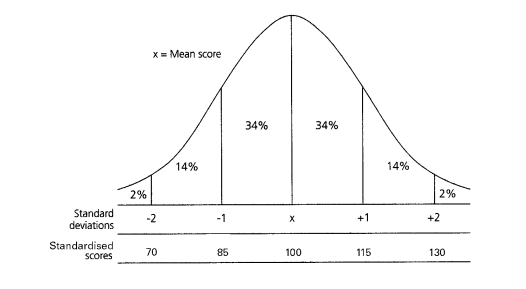 x = Mean score
34% 34%
14% 14%
2% 2%
Standard
deviations -2 -1 x +1 +2
Standardised
scores 70 85 100 115 130